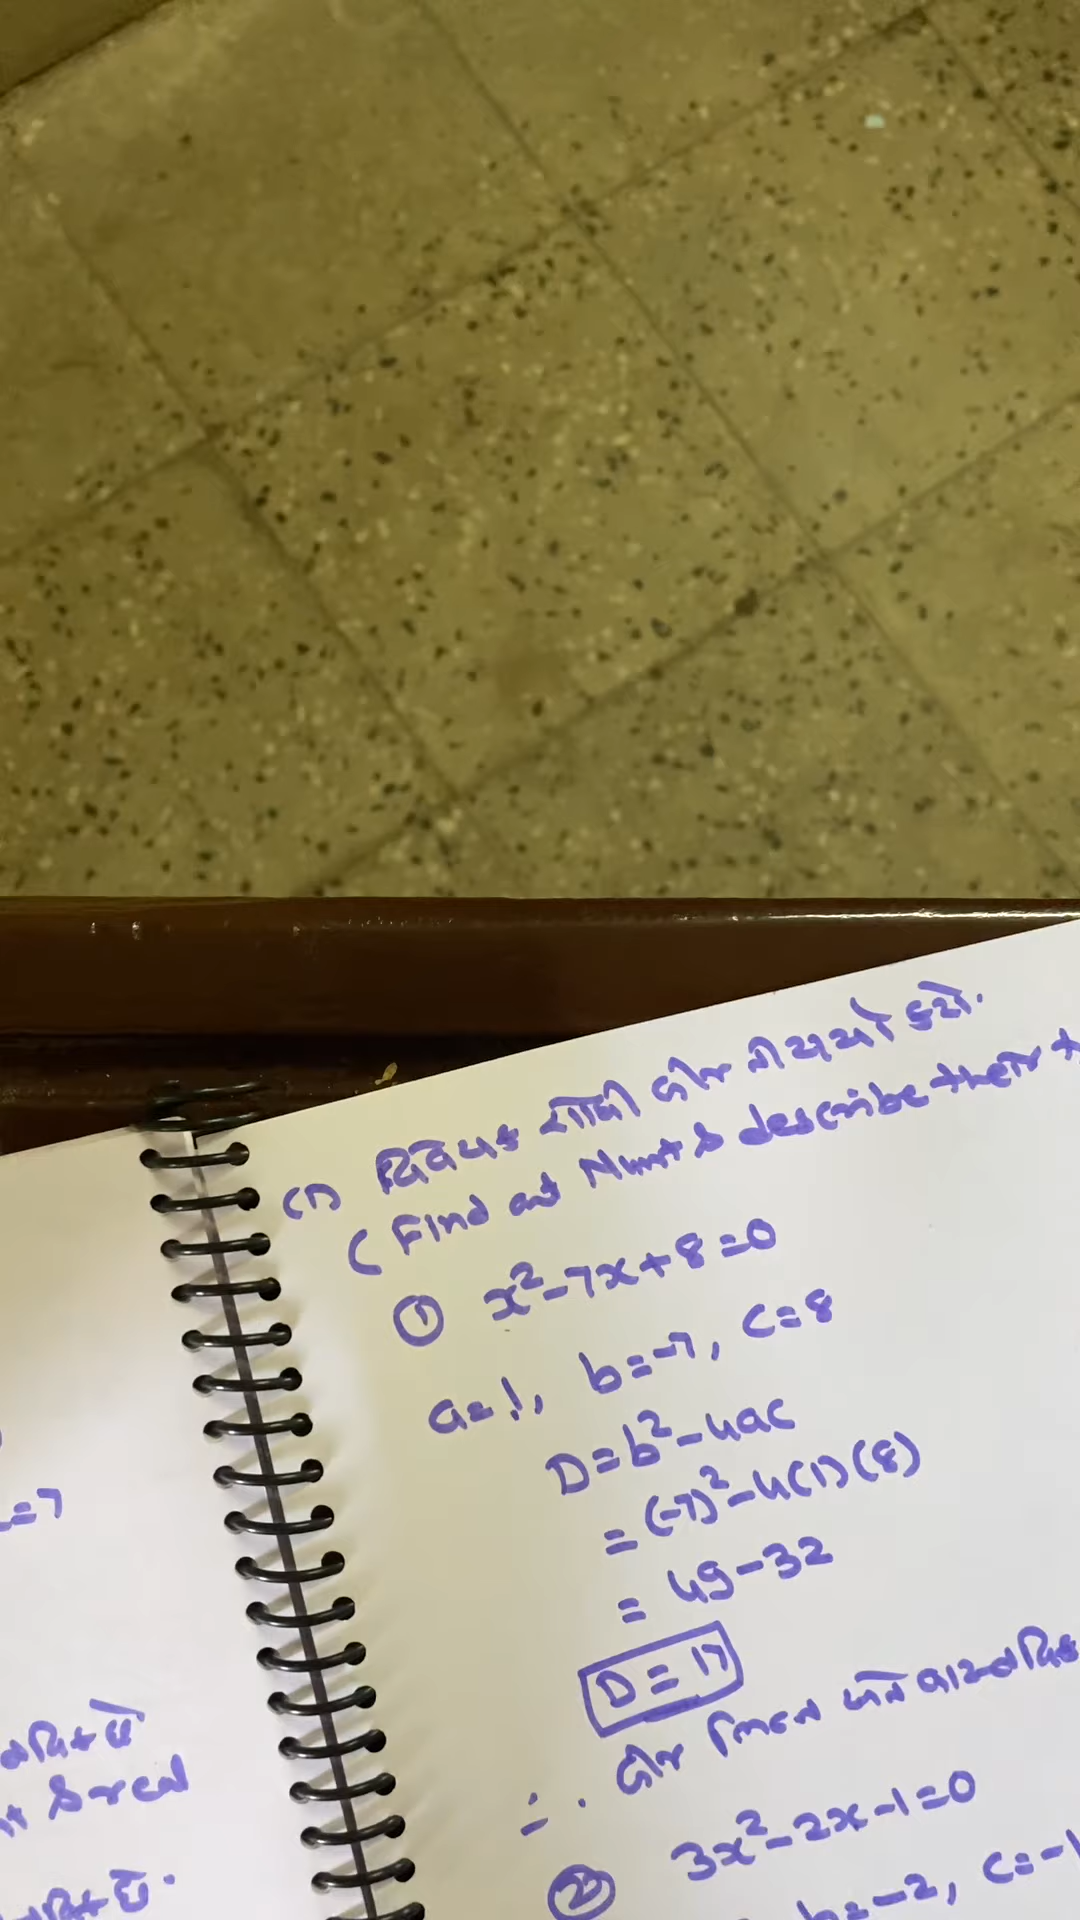 =7
(1) વિવેચક શોધી બીજ ની ચર્ચા કરો.
( Find out Nunt & describe their
① x²-7x+8=0
a=1, b=-7, c=8
D=b²-4ac
= (-7)²-4(1)(8)
= 49-32
D = 17
∴ બીજ ભિન્ન અને વાસ્તવિક
& real
② 3x²-2x-1=0
b=-2, c=-1